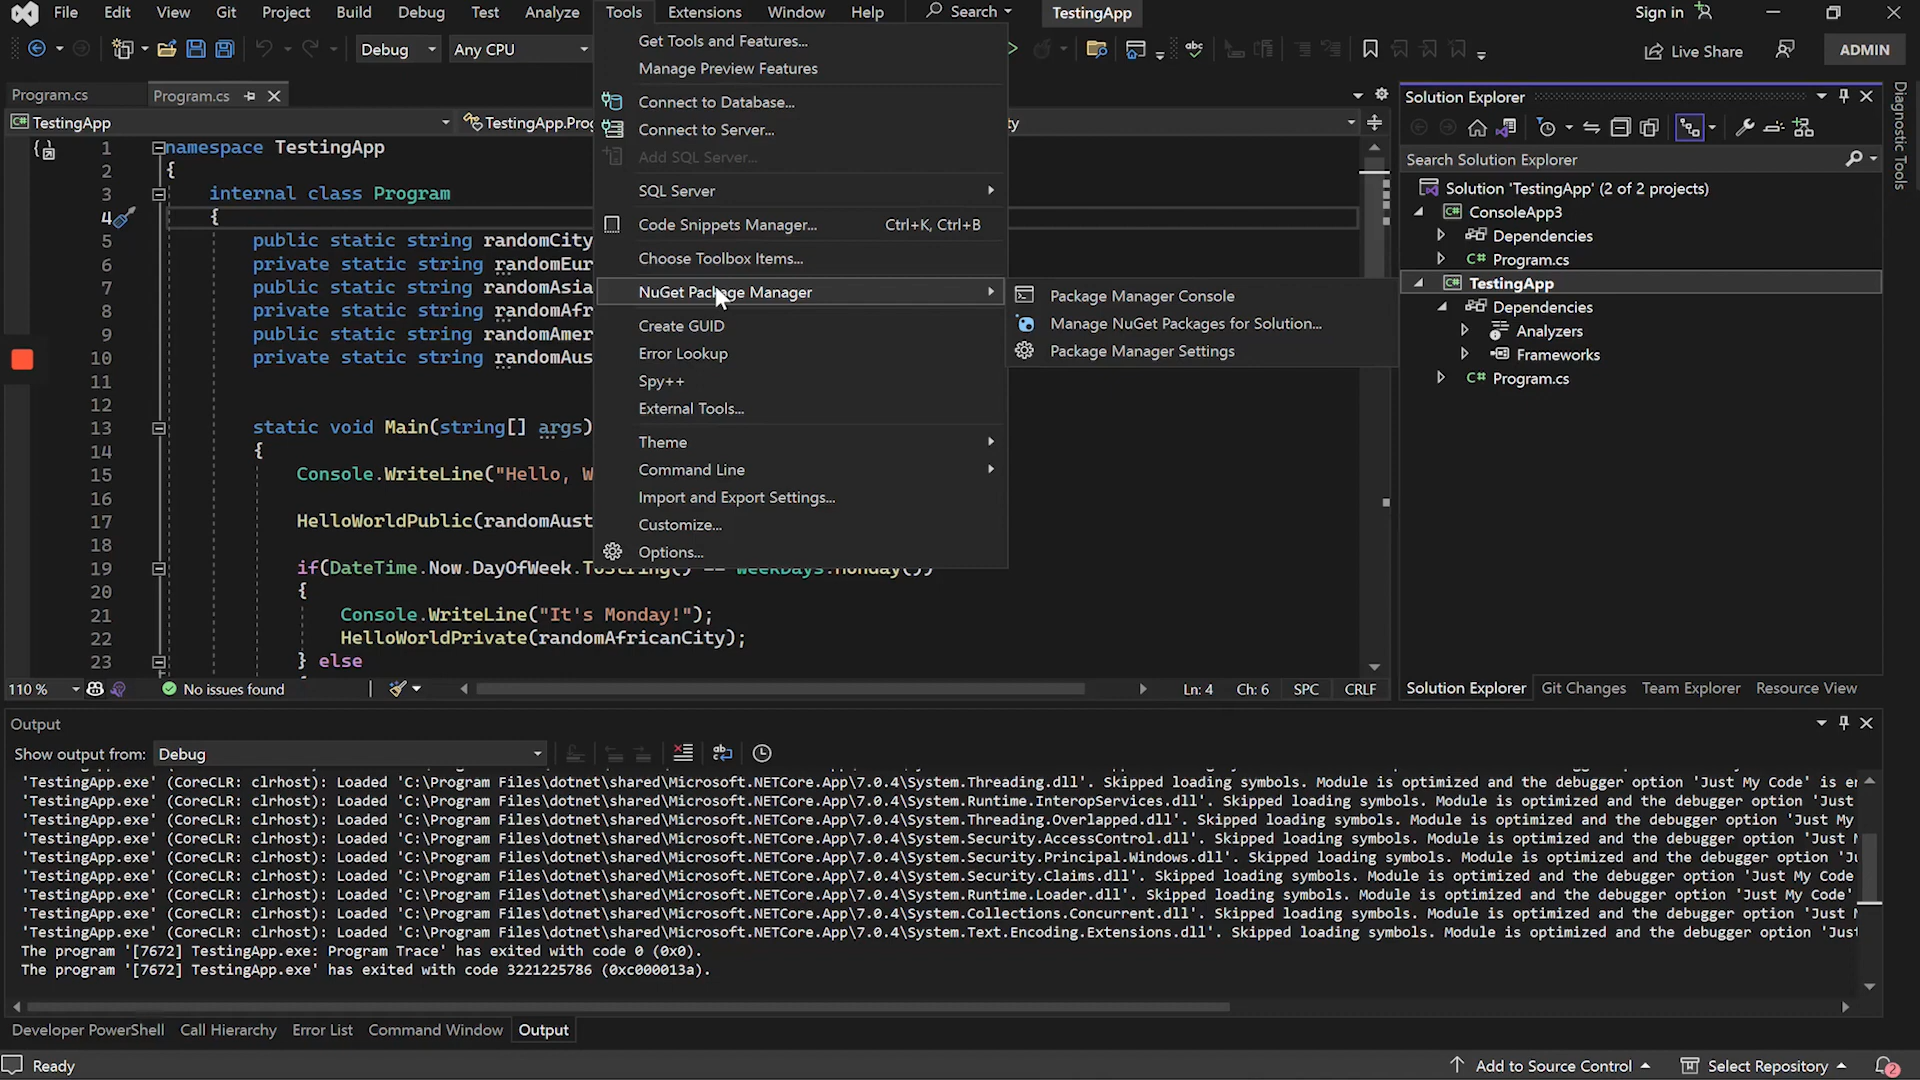 File Edit View Git Project Build Debug Test Analyze Tools Extensions Window Help Search TestingApp Sign in
Debug Any CPU Live Share ADMIN
Get Tools and Features...
Manage Preview Features
Connect to Database...
Connect to Server...
Add SQL Server...
SQL Server
Code Snippets Manager... Ctrl+K, Ctrl+B
Choose Toolbox Items...
NuGet Package Manager
Create GUID
Error Lookup
Spy++
External Tools...
Theme
Command Line
Import and Export Settings...
Customize...
Options...
Package Manager Console
Manage NuGet Packages for Solution...
Package Manager Settings
Program.cs Program.cs
TestingApp TestingApp.Prog
1 namespace TestingApp
2 {
3 internal class Program
4 {
5 public static string randomCity
6 private static string randomEur
7 public static string randomAsia
8 private static string randomAfr
9 public static string randomAmer
10 private static string randomAus
11
12
13 static void Main(string[] args)
14 {
15 Console.WriteLine("Hello, W
16
17 HelloWorldPublic(randomAust
18
19 if(DateTime.Now.DayOfWeek.ToString() == WeekDays.Monday())
20 {
21 Console.WriteLine("It's Monday!");
22 HelloWorldPrivate(randomAfricanCity);
23 } else
110 % No issues found Ln: 4 Ch: 6 SPC CRLF
Solution Explorer
Search Solution Explorer
Solution 'TestingApp' (2 of 2 projects)
C# ConsoleApp3
Dependencies
C# Program.cs
C# TestingApp
Dependencies
Analyzers
Frameworks
C# Program.cs
Solution Explorer Git Changes Team Explorer Resource View
Diagnostic Tools
Output
Show output from: Debug
'TestingApp.exe' (CoreCLR: clrhost): Loaded 'C:\Program Files\dotnet\shared\Microsoft.NETCore.App\7.0.4\System.Threading.dll'. Skipped loading symbols. Module is optimized and the debugger option 'Just My Code' is en
'TestingApp.exe' (CoreCLR: clrhost): Loaded 'C:\Program Files\dotnet\shared\Microsoft.NETCore.App\7.0.4\System.Runtime.InteropServices.dll'. Skipped loading symbols. Module is optimized and the debugger option 'Just
'TestingApp.exe' (CoreCLR: clrhost): Loaded 'C:\Program Files\dotnet\shared\Microsoft.NETCore.App\7.0.4\System.Threading.Overlapped.dll'. Skipped loading symbols. Module is optimized and the debugger option 'Just My
'TestingApp.exe' (CoreCLR: clrhost): Loaded 'C:\Program Files\dotnet\shared\Microsoft.NETCore.App\7.0.4\System.Security.AccessControl.dll'. Skipped loading symbols. Module is optimized and the debugger option 'Just
'TestingApp.exe' (CoreCLR: clrhost): Loaded 'C:\Program Files\dotnet\shared\Microsoft.NETCore.App\7.0.4\System.Security.Principal.Windows.dll'. Skipped loading symbols. Module is optimized and the debugger option
'TestingApp.exe' (CoreCLR: clrhost): Loaded 'C:\Program Files\dotnet\shared\Microsoft.NETCore.App\7.0.4\System.Security.Claims.dll'. Skipped loading symbols. Module is optimized and the debugger option 'Just My Code
'TestingApp.exe' (CoreCLR: clrhost): Loaded 'C:\Program Files\dotnet\shared\Microsoft.NETCore.App\7.0.4\System.Runtime.Loader.dll'. Skipped loading symbols. Module is optimized and the debugger option 'Just My Code'
'TestingApp.exe' (CoreCLR: clrhost): Loaded 'C:\Program Files\dotnet\shared\Microsoft.NETCore.App\7.0.4\System.Collections.Concurrent.dll'. Skipped loading symbols. Module is optimized and the debugger option 'Just
'TestingApp.exe' (CoreCLR: clrhost): Loaded 'C:\Program Files\dotnet\shared\Microsoft.NETCore.App\7.0.4\System.Text.Encoding.Extensions.dll'. Skipped loading symbols. Module is optimized and the debugger option 'Jus
The program '[7672] TestingApp.exe: Program Trace' has exited with code 0 (0x0).
The program '[7672] TestingApp.exe' has exited with code 3221225786 (0xc000013a).
Developer PowerShell Call Hierarchy Error List Command Window Output
Ready Add to Source Control Select Repository 2